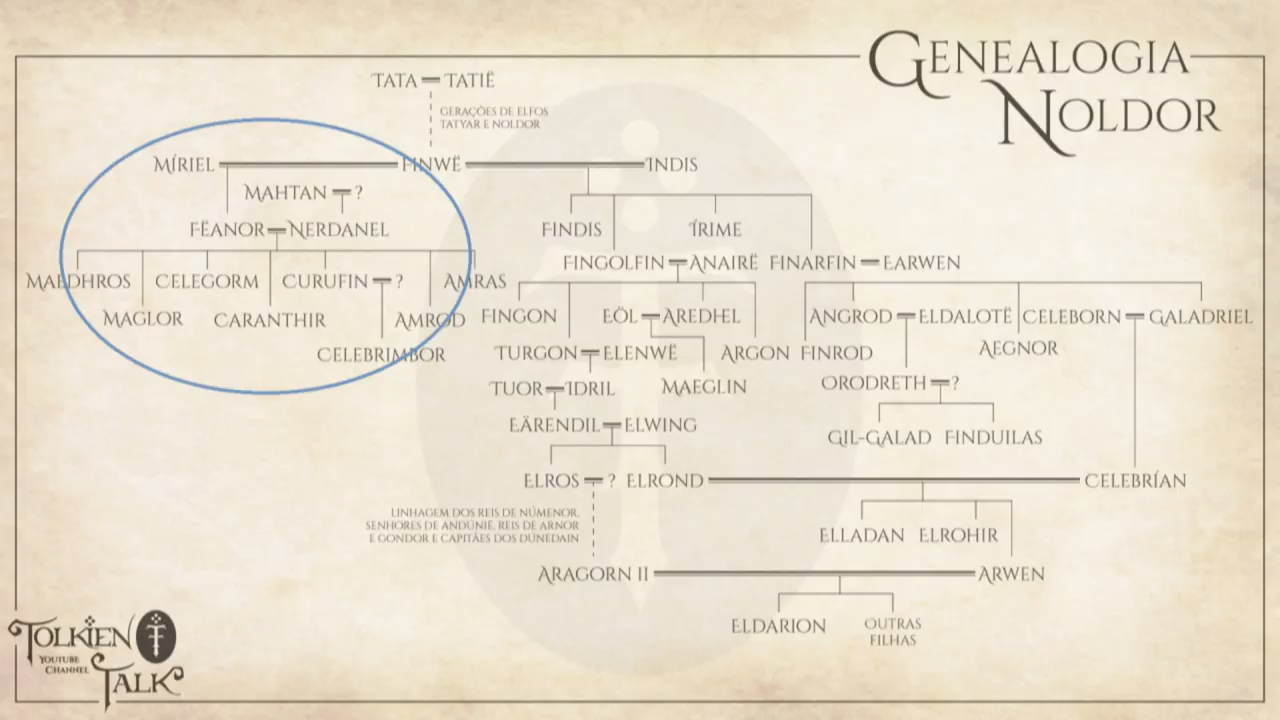 GENEALOGIA
NOLDOR
TATA TATIË
GERAÇÕES DE ELFOS
TATYAR E NOLDOR
MÍRIEL FINWË INDIS
MAHTAN ?
FËANOR NERDANEL FINDIS ÍRIME
FINGOLFIN ANAIRË FINARFIN EARWEN
MAEDHROS CELEGORM CURUFIN ? AMRAS
MAGLOR CARANTHIR AMROD FINGON EÖL AREDHEL ANGROD ELDALOTË CELEBORN GALADRIEL
CELEBRIMBOR TURGON ELENWË ARGON FINROD AEGNOR
TUOR IDRIL MAEGLIN ORODRETH ?
EÄRENDIL ELWING GIL-GALAD FINDUILAS
ELROS ? ELROND CELEBRÍAN
LINHAGEM DOS REIS DE NÚMENOR,
SENHORES DE ANDÚNIË, REIS DE ARNOR
E GONDOR E CAPITÃES DOS DÚNEDAIN
ELLADAN ELROHIR
ARAGORN II ARWEN
ELDARION OUTRAS
FILHAS
TOLKIEN
YOUTUBE
CHANNEL
TALK